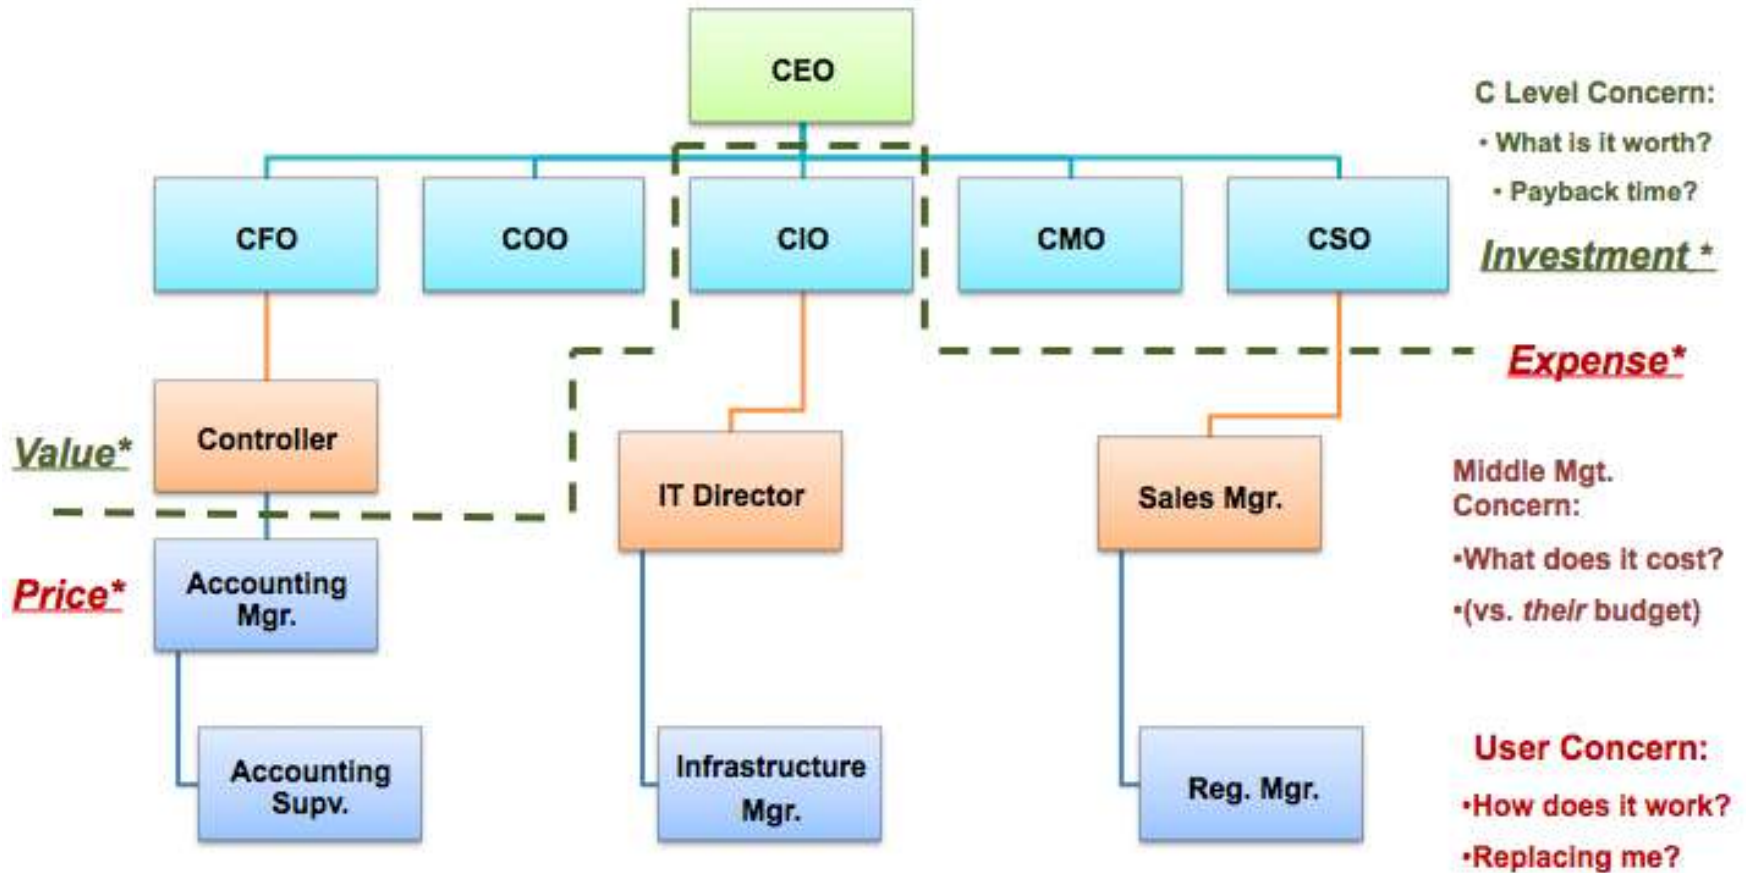 CEO
C Level Concern:
• What is it worth?
• Payback time?
CFO
COO
CIO
CMO
CSO
Investment *
Expense*
Controller
Value*
IT Director
Sales Mgr.
Middle Mgt.
Concern:
•What does it cost?
•(vs. their budget)
Price*
Accounting
Mgr.
Accounting
Supv.
Infrastructure
Mgr.
Reg. Mgr.
User Concern:
•How does it work?
•Replacing me?